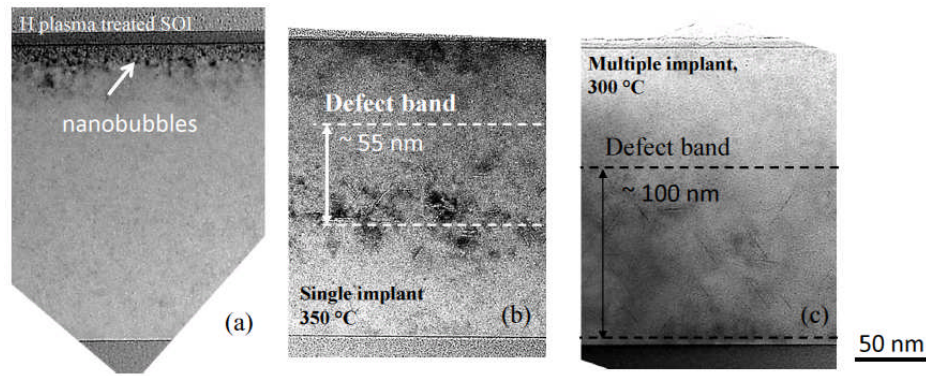 H plasma treated SOI
nanobubbles
(a)
Defect band
~ 55 nm
Single implant
350 °C
(b)
Multiple implant,
300 °C
Defect band
~ 100 nm
(c)
50 nm